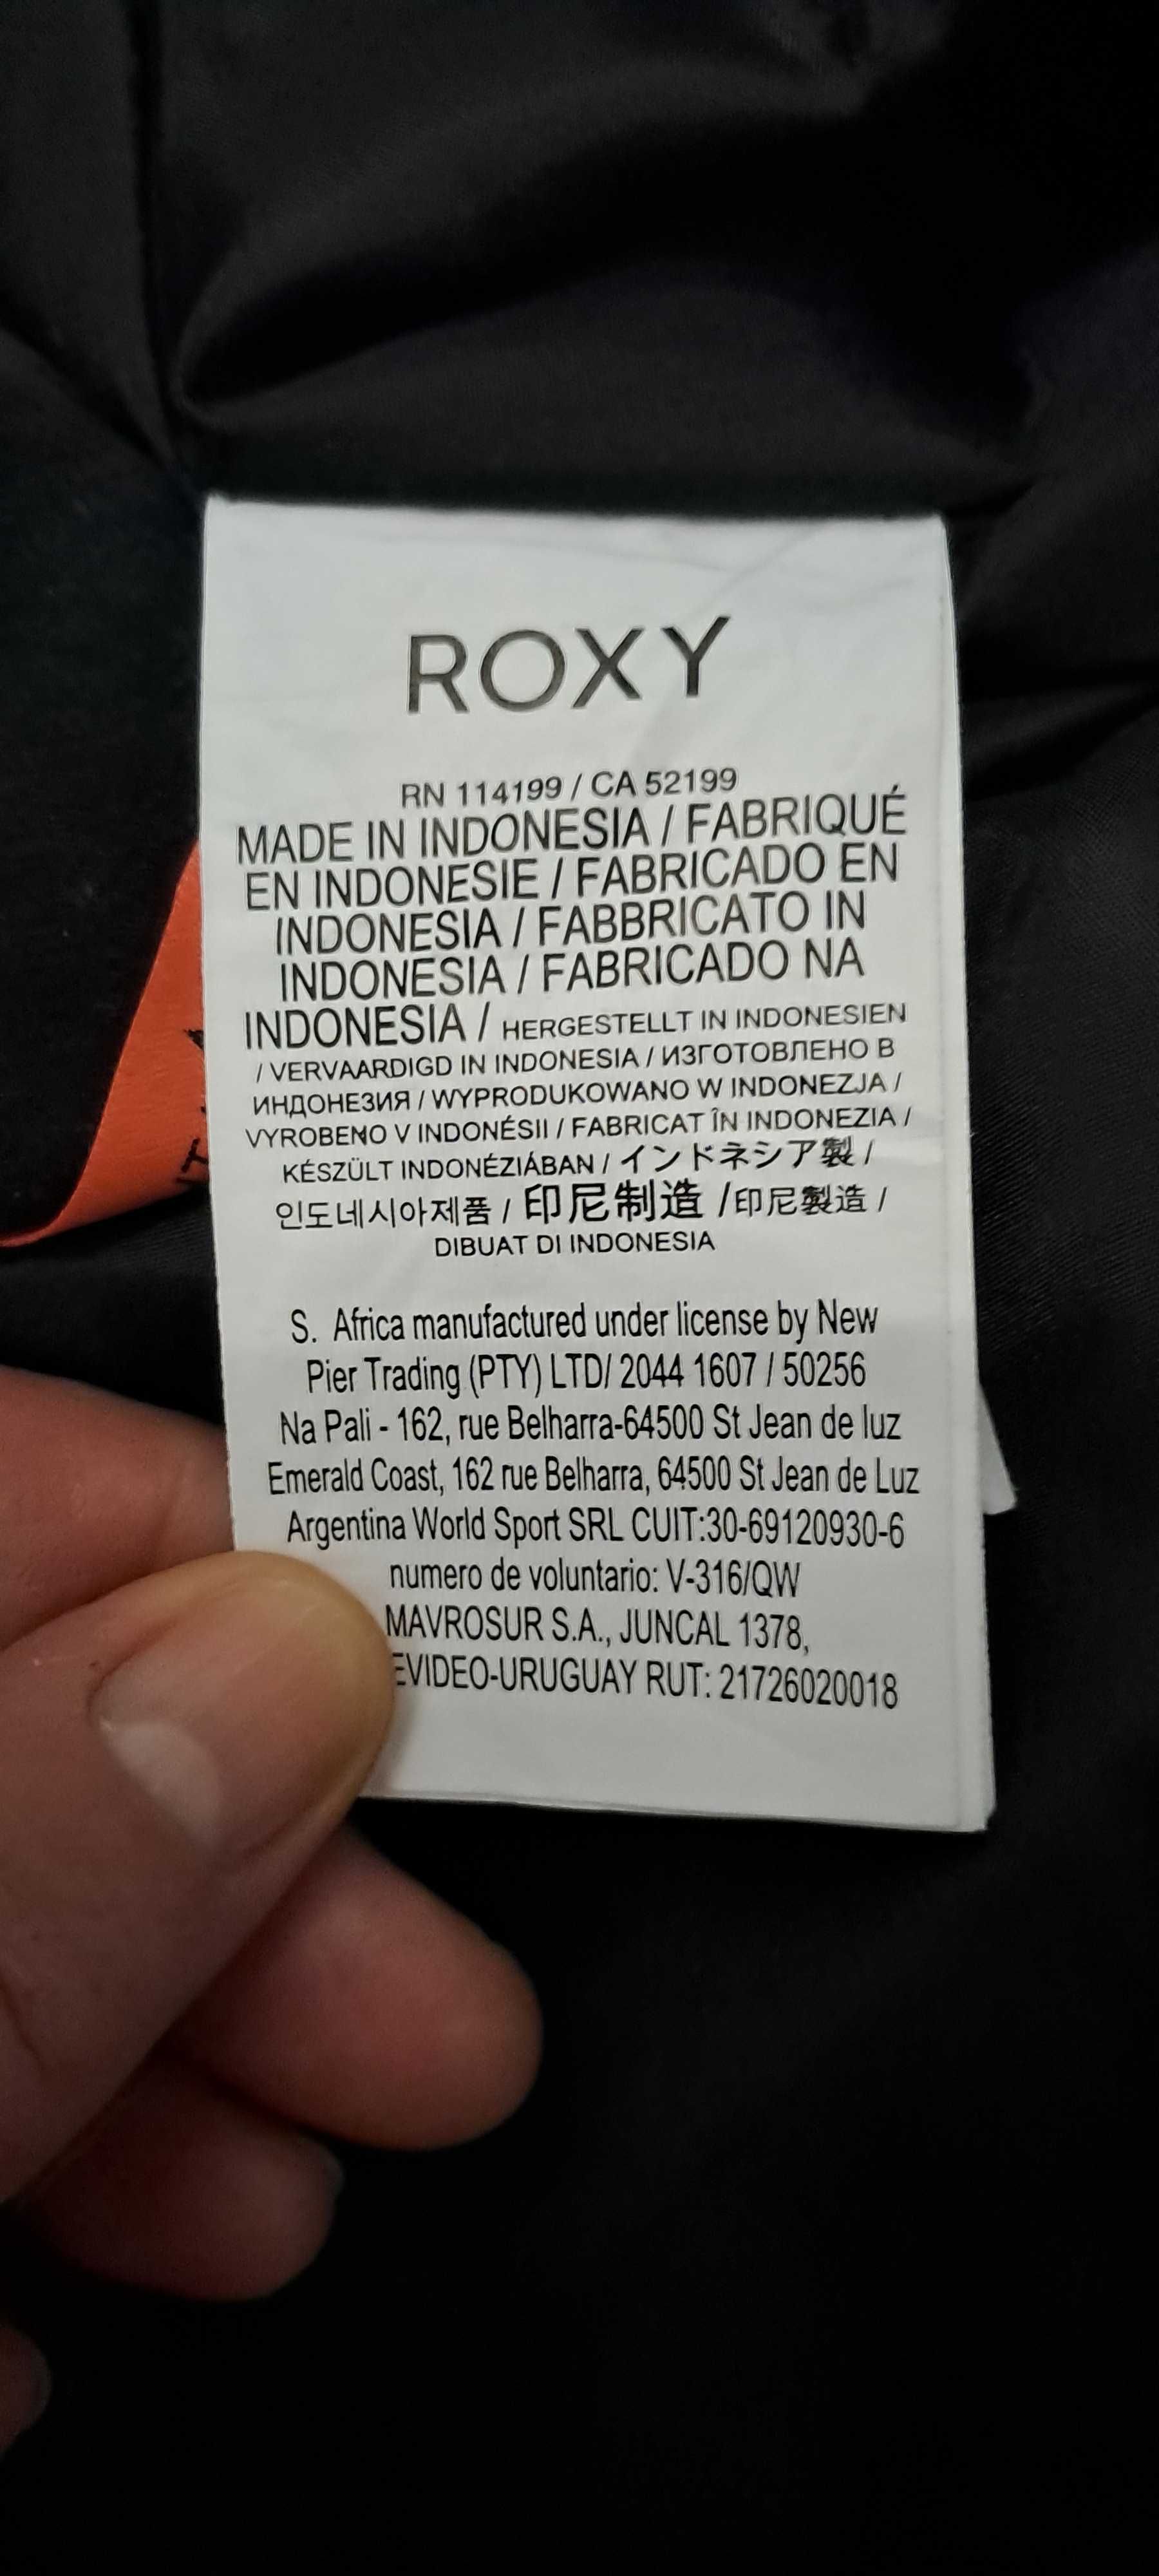 ROXY
RN 114199 / CA 52199
MADE IN INDONESIA / FABRIQUÉ
EN INDONESIE / FABRICADO EN
INDONESIA / FABBRICATO IN
INDONESIA / FABRICADO NA
INDONESIA / HERGESTELLT IN INDONESIEN
/ VERVAARDIGD IN INDONESIA / ИЗГОТОВЛЕНО В
ИНДОНЕЗИЯ / WYPRODUKOWANO W INDONEZJA /
VYROBENO V INDONÉSII / FABRICAT ÎN INDONEZIA /
KÉSZÜLT INDONÉZIÁBAN / インドネシア製 /
인도네시아제품 / 印尼制造 /印尼製造 /
DIBUAT DI INDONESIA
S. Africa manufactured under license by New
Pier Trading (PTY) LTD/ 2044 1607 / 50256
Na Pali - 162, rue Belharra-64500 St Jean de luz
Emerald Coast, 162 rue Belharra, 64500 St Jean de Luz
Argentina World Sport SRL CUIT:30-69120930-6
numero de voluntario: V-316/QW
MAVROSUR S.A., JUNCAL 1378,
EVIDEO-URUGUAY RUT: 21726020018